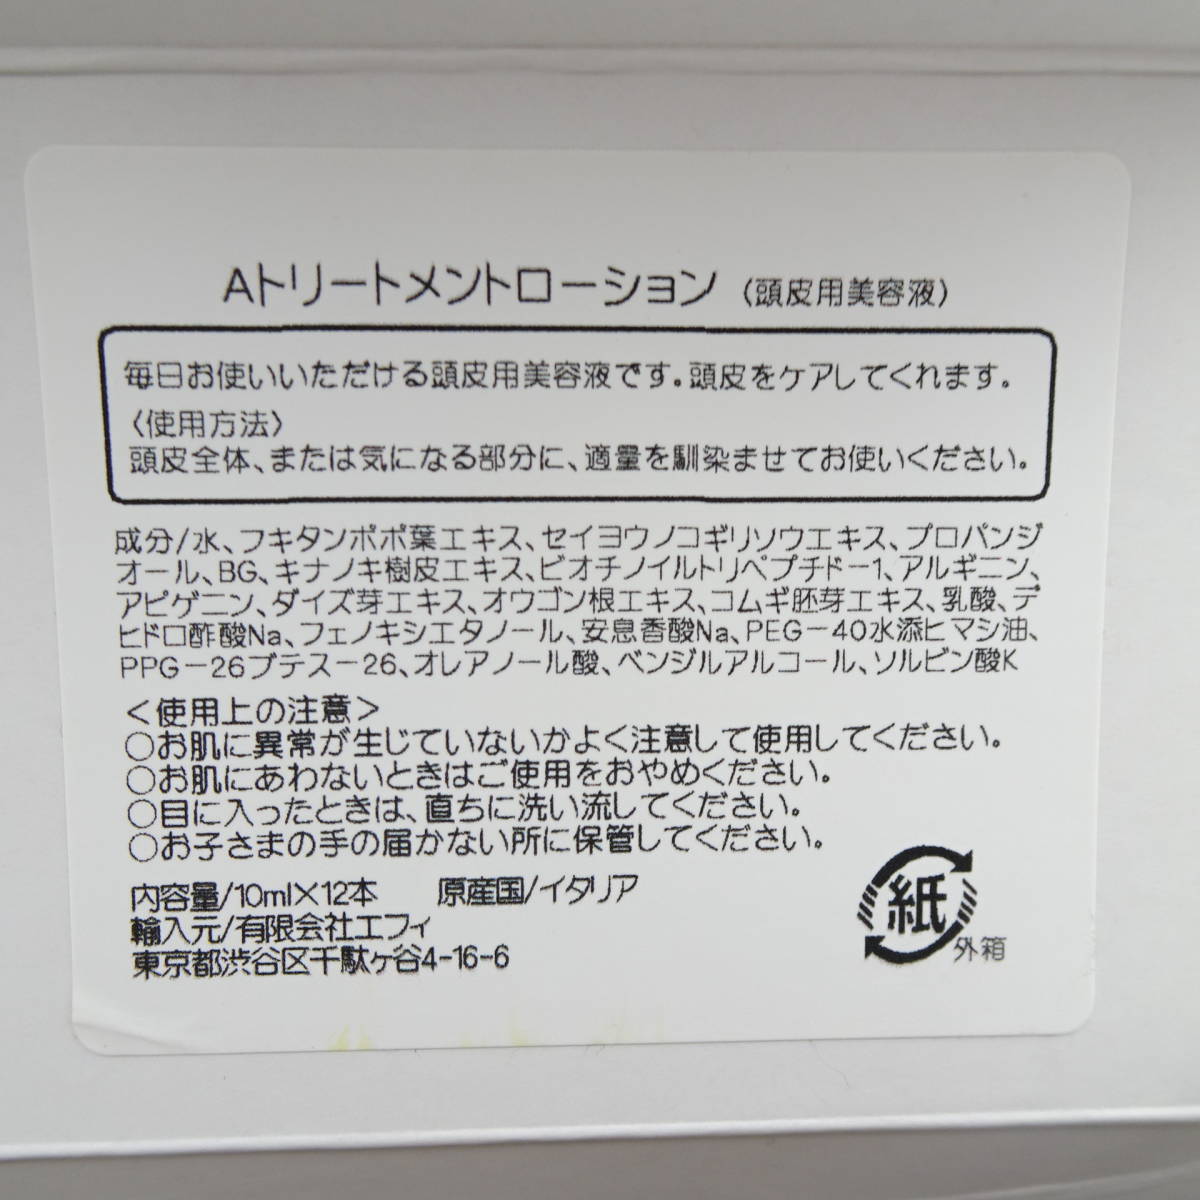 Aトリートメントローション（頭皮用美容液）
毎日お使いいただける頭皮用美容液です。頭皮をケアしてくれます。
〈使用方法〉
頭皮全体、または気になる部分に、適量を馴染ませてお使いください。
成分/水、フキタンポポ葉エキス、セイヨウノコギリソウエキス、プロパンジ
オール、BG、キナノキ樹皮エキス、ビオチノイルトリペプチド-1、アルギニン、
アピゲニン、ダイズ芽エキス、オウゴン根エキス、コムギ胚芽エキス、乳酸、デ
ヒドロ酢酸Na、フェノキシエタノール、安息香酸Na、PEG-40水添ヒマシ油、
PPG-26ブテス-26、オレアノール酸、ベンジルアルコール、ソルビン酸K
＜使用上の注意＞
○お肌に異常が生じていないかよく注意して使用してください。
○お肌にあわないときはご使用をおやめください。
○目に入ったときは、直ちに洗い流してください。
○お子さまの手の届かない所に保管してください。
内容量/10ml×12本　原産国/イタリア
輸入元/有限会社エフィ
東京都渋谷区千駄ヶ谷4-16-6
紙
外箱